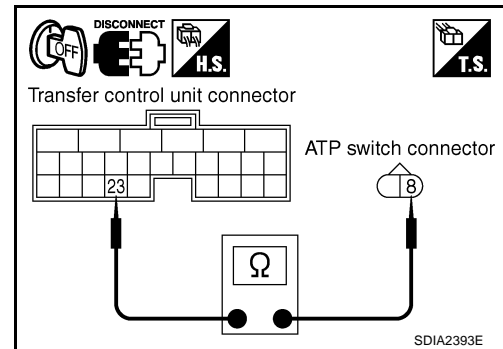 DISCONNECT
OFF
H.S.
T.S.
Transfer control unit connector
ATP switch connector
23
8
Ω
SDIA2393E